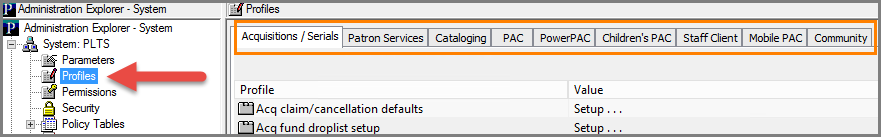 Administration Explorer - System
Profiles
Administration Explorer - System
System: PLTS
Parameters
Profiles
Permissions
Security
Policy Tables
Acquisitions / Serials Patron Services Cataloging PAC PowerPAC Children's PAC Staff Client Mobile PAC Community
Profile Value
Acq claim/cancellation defaults Setup . . .
Acq fund droplist setup Setup . . .